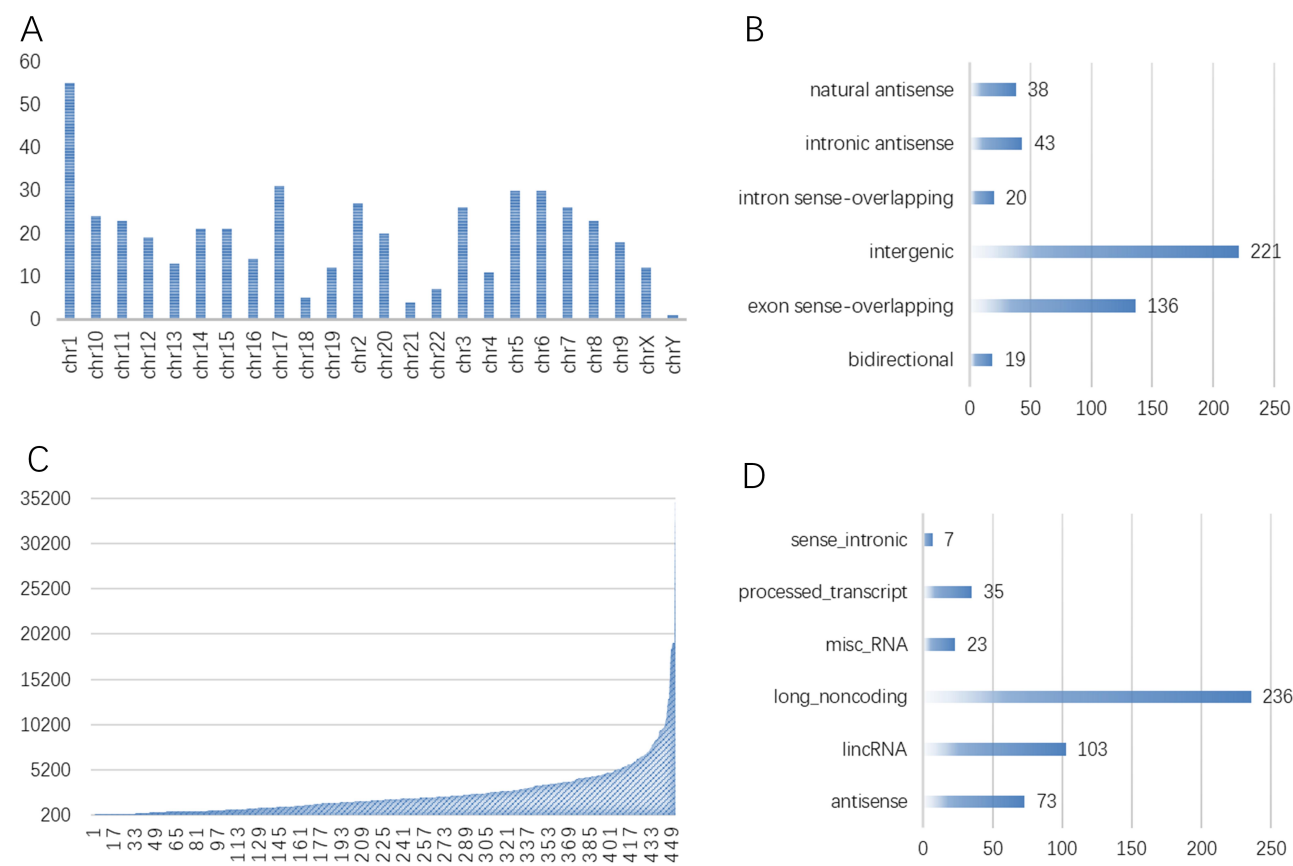 A
60
50
40
30
20
10
0
chr1 chr10 chr11 chr12 chr13 chr14 chr15 chr16 chr17 chr18 chr19 chr2 chr20 chr21 chr22 chr3 chr4 chr5 chr6 chr7 chr8 chr9 chrX chrY
B
natural antisense 38
intronic antisense 43
intron sense-overlapping 20
intergenic 221
exon sense-overlapping 136
bidirectional 19
0 50 100 150 200 250
C
35200
30200
25200
20200
15200
10200
5200
200
1 17 33 49 65 81 97 113 129 145 161 177 193 209 225 241 257 273 289 305 321 337 353 369 385 401 417 433 449
D
sense_intronic 7
processed_transcript 35
misc_RNA 23
long_noncoding 236
lincRNA 103
antisense 73
0 50 100 150 200 250